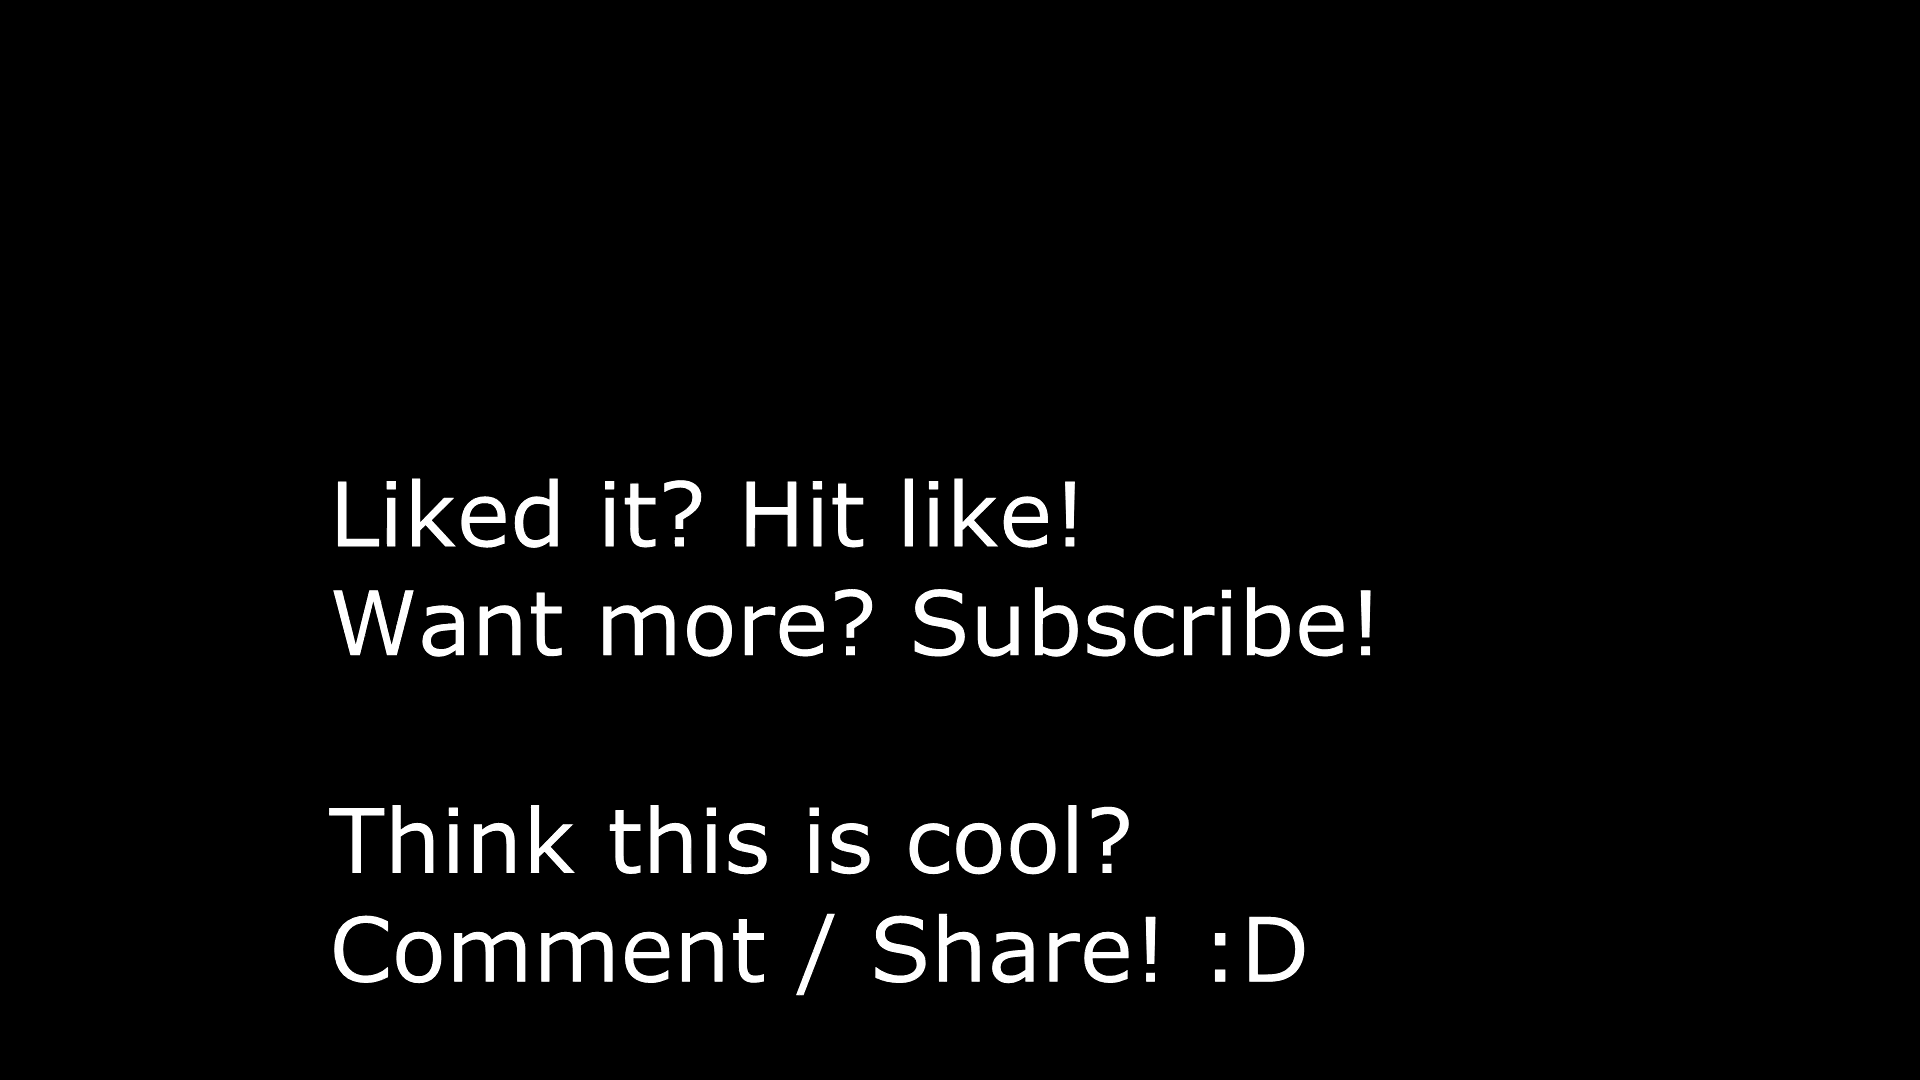 Liked it? Hit like!
Want more? Subscribe!
Think this is cool?
Comment / Share! :D